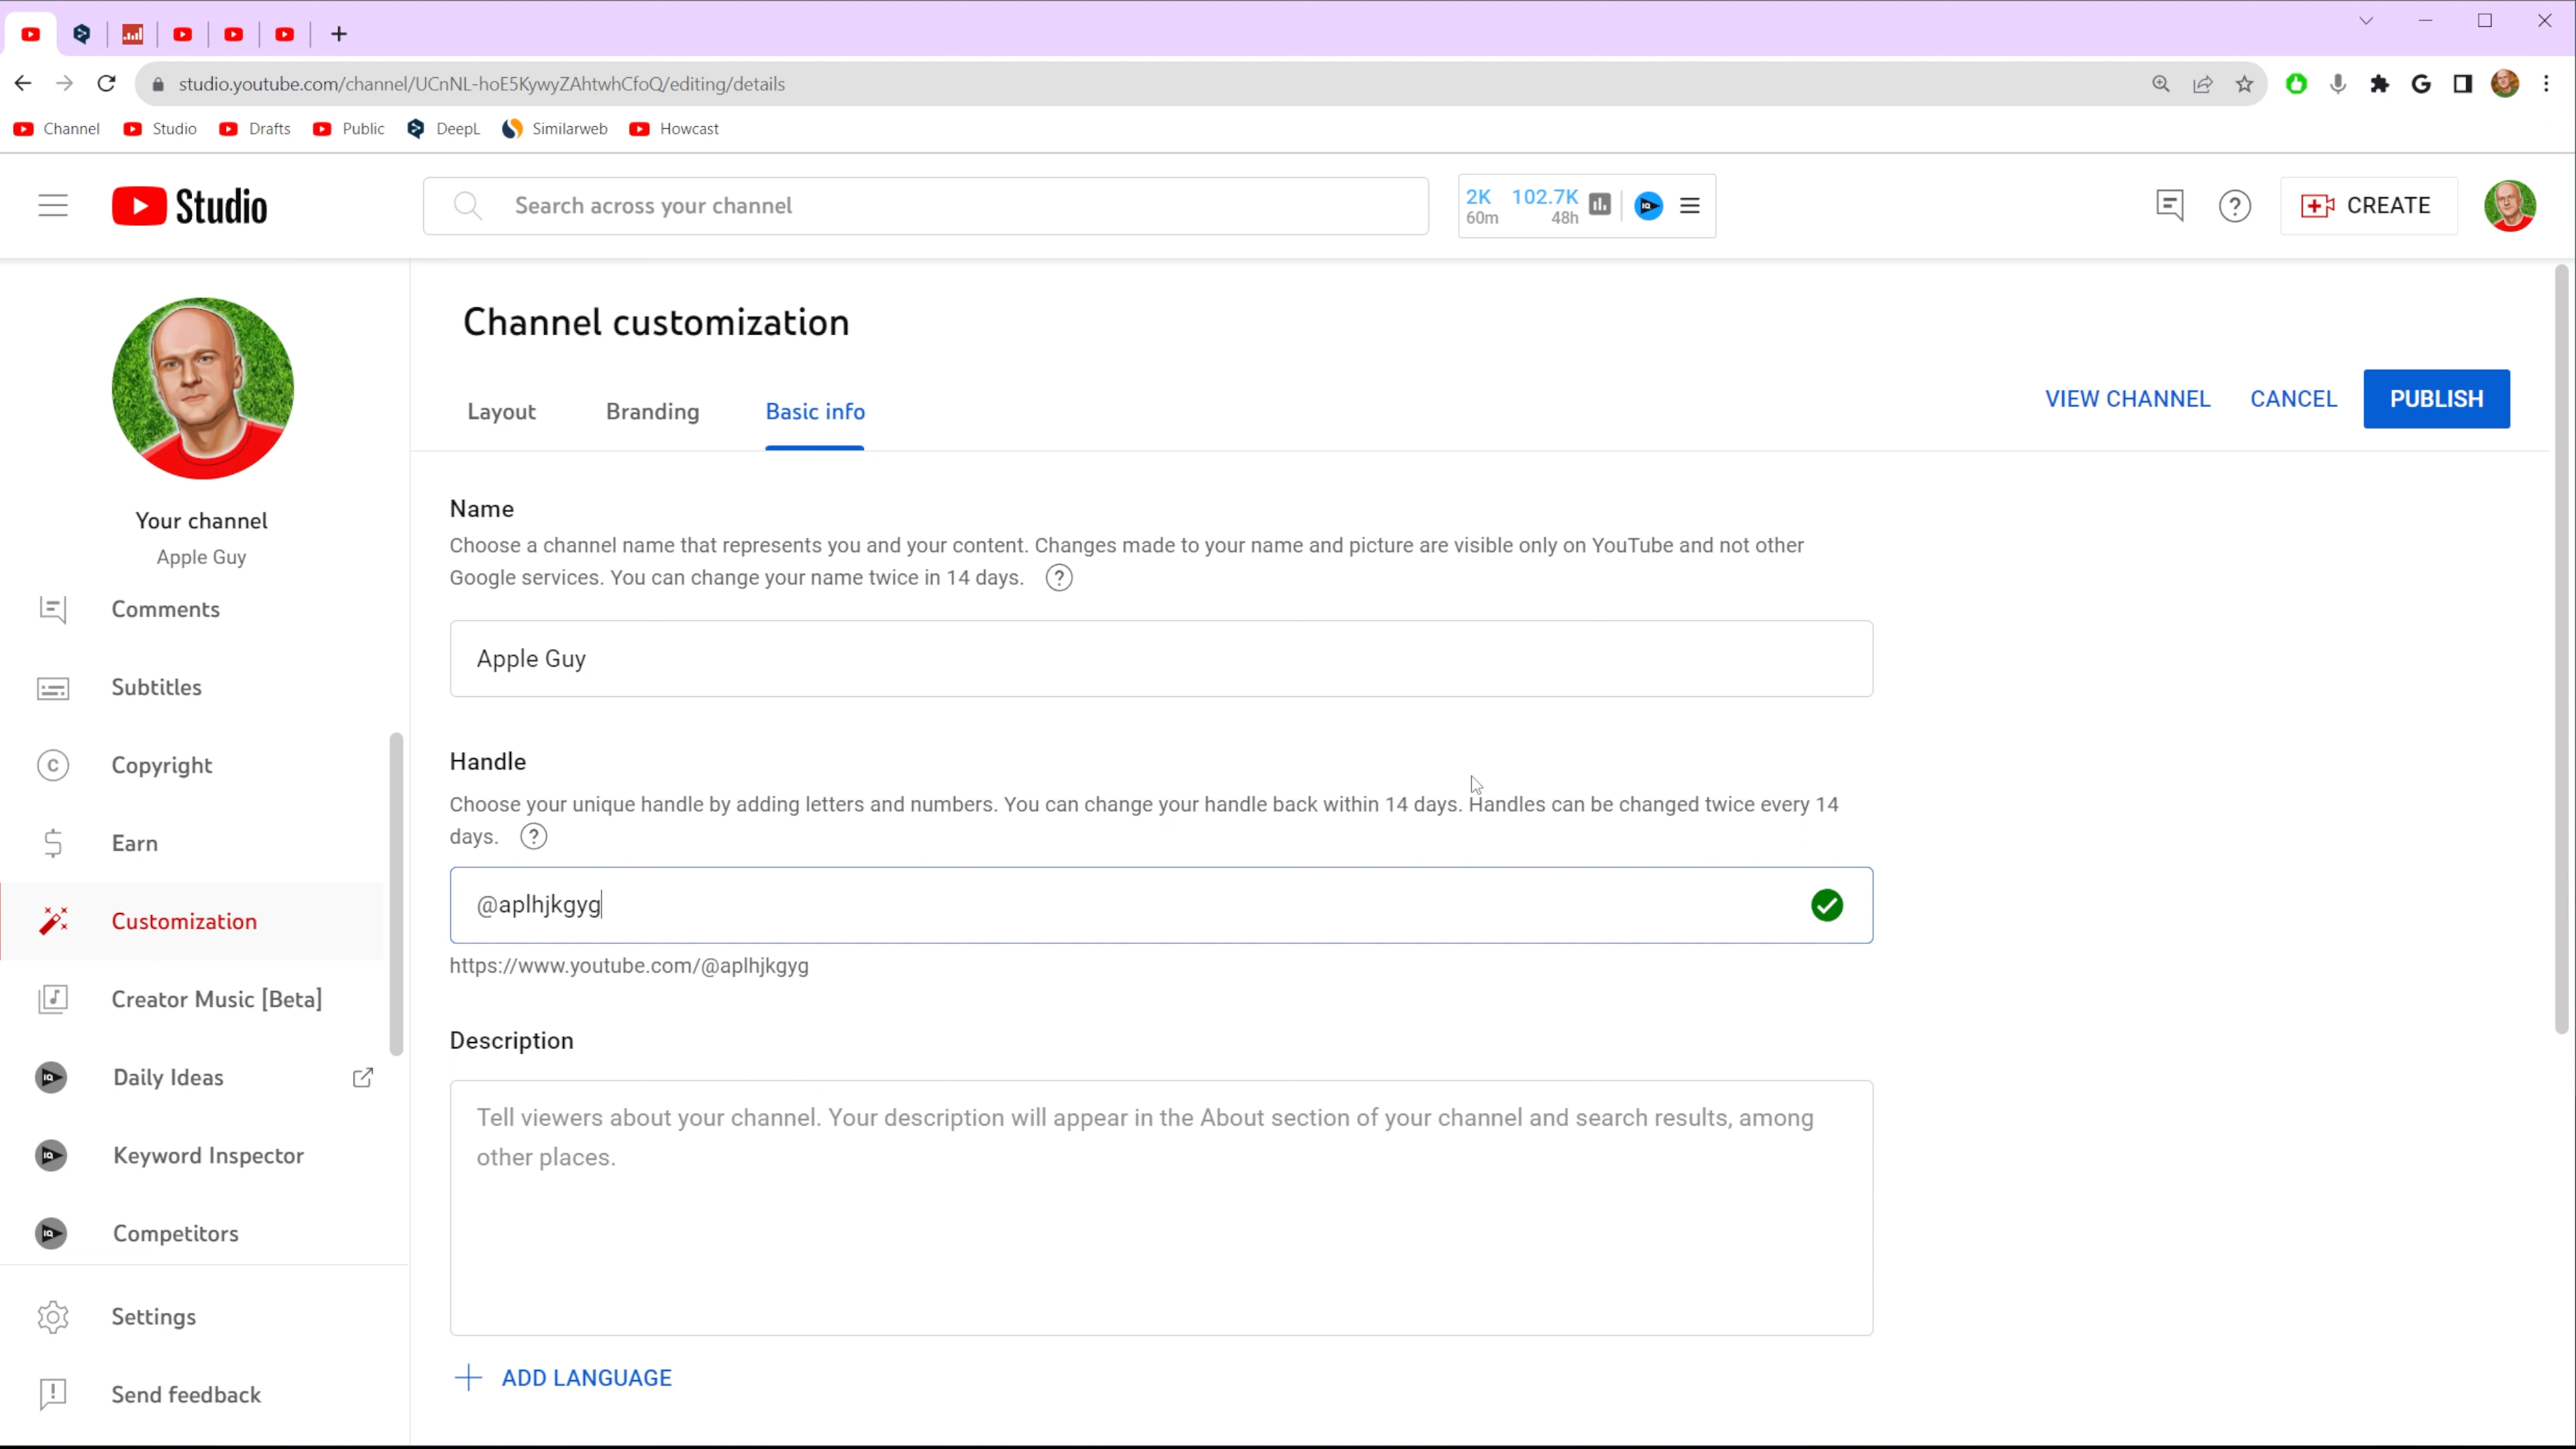 studio.youtube.com/channel/UCnNL-hoE5KywyZAhtwhCfoQ/editing/details
Channel Studio Drafts Public DeepL Similarweb Howcast
Studio
Search across your channel
2K 102.7K
60m 48h
CREATE
Channel customization
Layout Branding Basic info
VIEW CHANNEL CANCEL PUBLISH
Your channel
Apple Guy
Comments
Subtitles
Copyright
Earn
Customization
Creator Music [Beta]
Daily Ideas
Keyword Inspector
Competitors
Settings
Send feedback
Name
Choose a channel name that represents you and your content. Changes made to your name and picture are visible only on YouTube and not other
Google services. You can change your name twice in 14 days.
Apple Guy
Handle
Choose your unique handle by adding letters and numbers. You can change your handle back within 14 days. Handles can be changed twice every 14
days.
@aplhjkgyg
https://www.youtube.com/@aplhjkgyg
Description
Tell viewers about your channel. Your description will appear in the About section of your channel and search results, among
other places.
ADD LANGUAGE